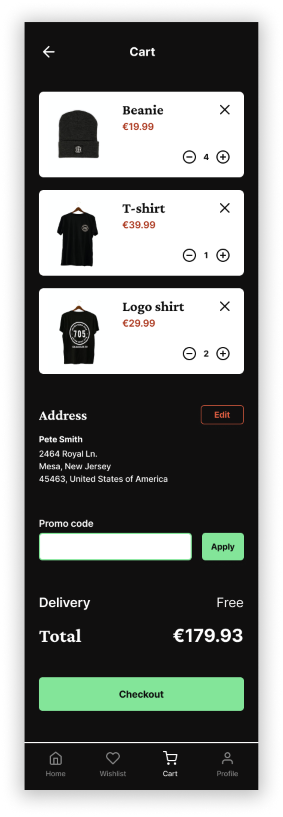 Cart
Beanie
€19.99
4
T-shirt
€39.99
1
Logo shirt
€29.99
705
2
Address
Edit
Pete Smith
2464 Royal Ln.
Mesa, New Jersey
45463, United States of America
Promo code
Apply
Delivery
Free
Total
€179.93
Checkout
Home
Wishlist
Cart
Profile